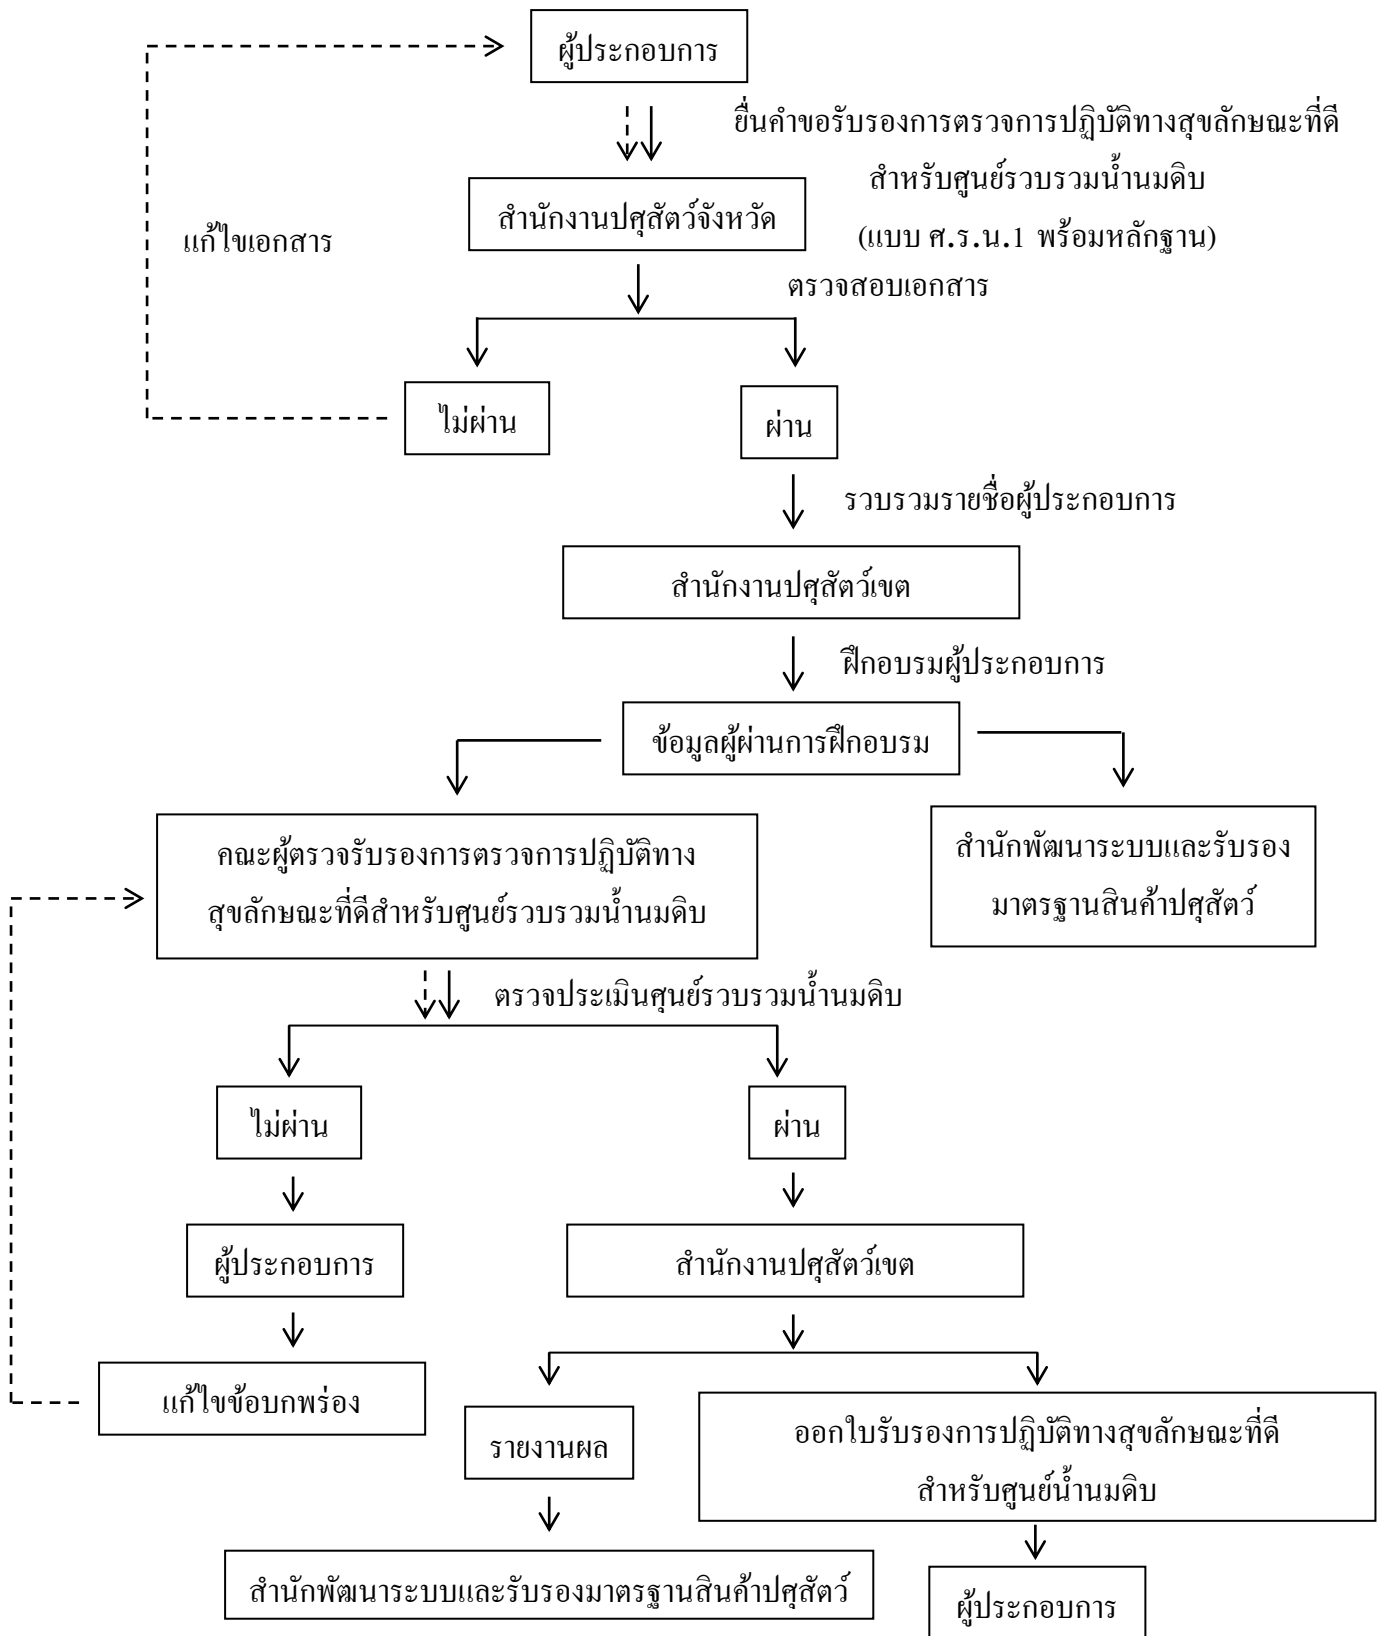 ผู้ประกอบการ
ยื่นคำขอรับรองการตรวจการปฏิบัติทางสุขลักษณะที่ดี
สำหรับศูนย์รวบรวมน้ำนมดิบ
(แบบ ศ.ร.น.1 พร้อมหลักฐาน)
สำนักงานปศุสัตว์จังหวัด
แก้ไขเอกสาร
ตรวจสอบเอกสาร
ไม่ผ่าน
ผ่าน
รวบรวมรายชื่อผู้ประกอบการ
สำนักงานปศุสัตว์เขต
ฝึกอบรมผู้ประกอบการ
ข้อมูลผู้ผ่านการฝึกอบรม
คณะผู้ตรวจรับรองการตรวจการปฏิบัติทาง
สุขลักษณะที่ดีสำหรับศูนย์รวบรวมน้ำนมดิบ
สำนักพัฒนาระบบและรับรอง
มาตรฐานสินค้าปศุสัตว์
ตรวจประเมินศูนย์รวบรวมน้ำนมดิบ
ไม่ผ่าน
ผ่าน
ผู้ประกอบการ
สำนักงานปศุสัตว์เขต
แก้ไขข้อบกพร่อง
รายงานผล
ออกใบรับรองการปฏิบัติทางสุขลักษณะที่ดี
สำหรับศูนย์น้ำนมดิบ
สำนักพัฒนาระบบและรับรองมาตรฐานสินค้าปศุสัตว์
ผู้ประกอบการ